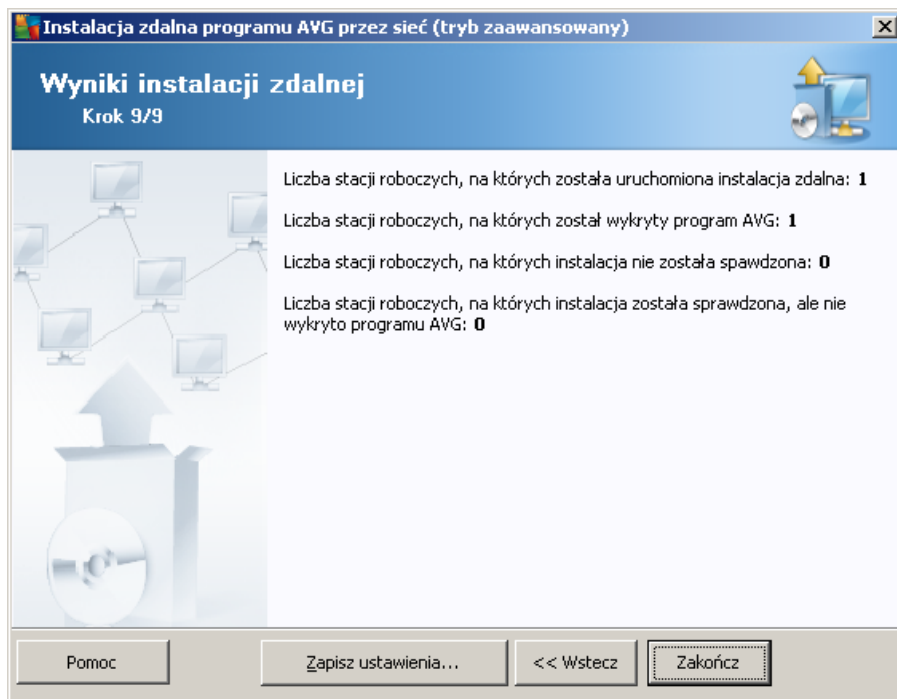 Instalacja zdalna programu AVG przez sieć (tryb zaawansowany)
Wyniki instalacji zdalnej
Krok 9/9
Liczba stacji roboczych, na których została uruchomiona instalacja zdalna: 1
Liczba stacji roboczych, na których został wykryty program AVG: 1
Liczba stacji roboczych, na których instalacja nie została spawdzona: 0
Liczba stacji roboczych, na których instalacja została sprawdzona, ale nie
wykryto programu AVG: 0
Pomoc
Zapisz ustawienia...
<< Wstecz
Zakończ